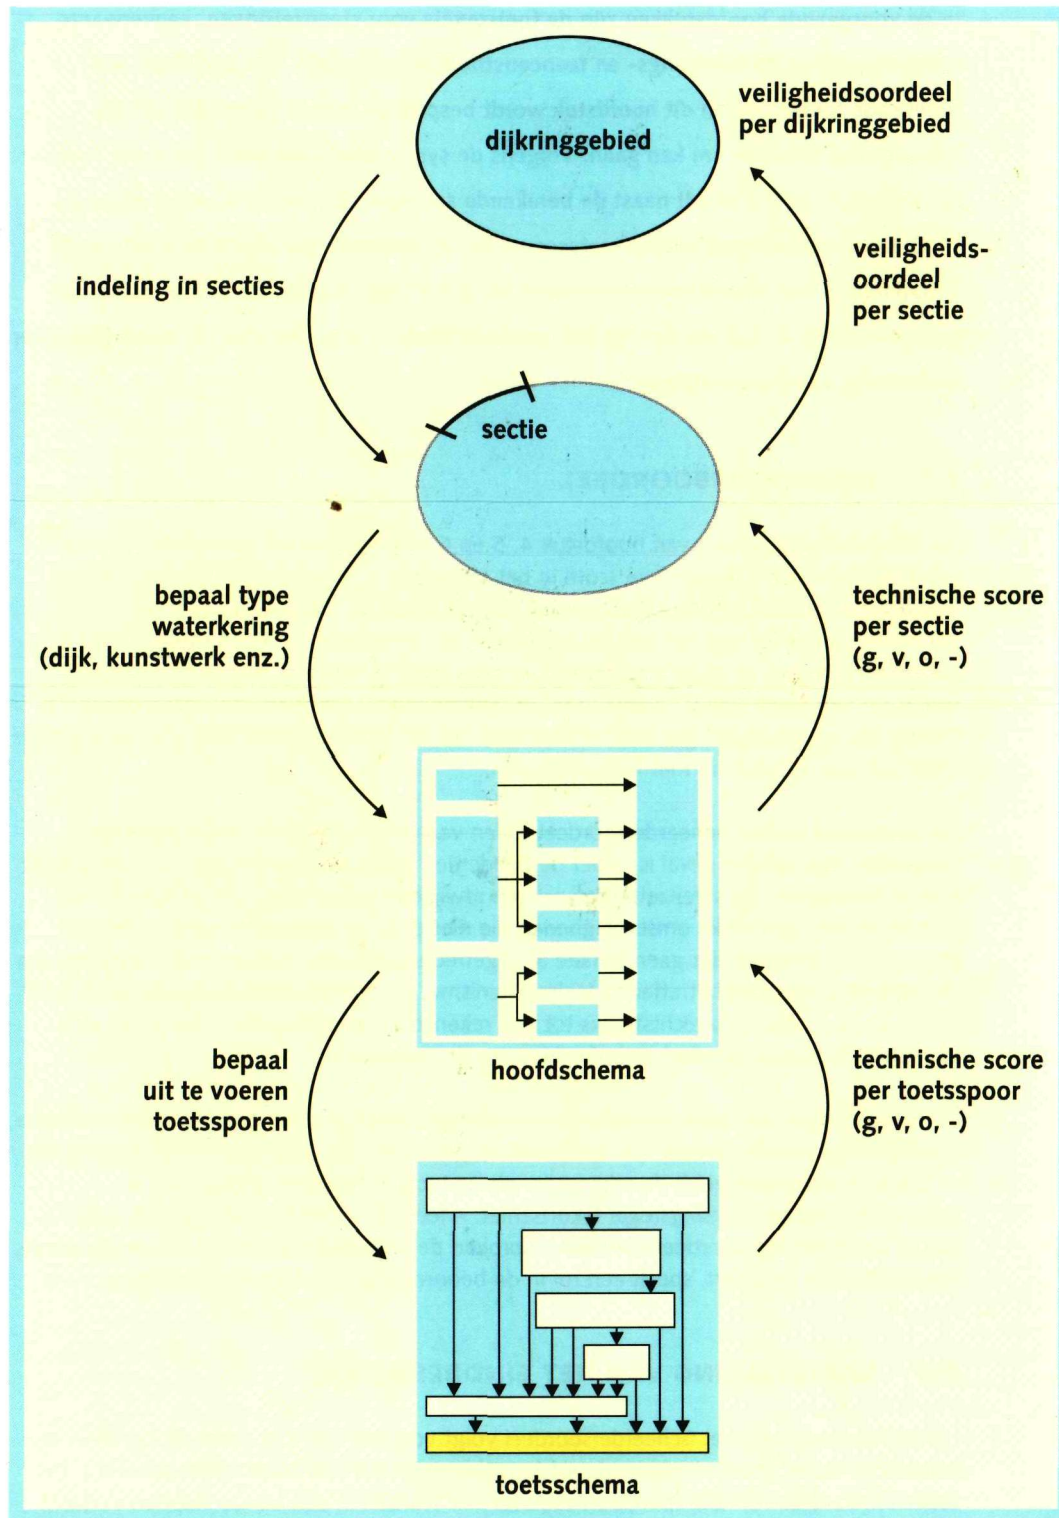 dijkringgebied
veiligheidsoordeel
per dijkringgebied
indeling in secties
veiligheids-
oordeel
per sectie
sectie
bepaal type
waterkering
(dijk, kunstwerk enz.)
technische score
per sectie
(g, v, o, -)
hoofdschema
bepaal
uit te voeren
toetssporen
technische score
per toetsspoor
(g, v, o, -)
toetsschema